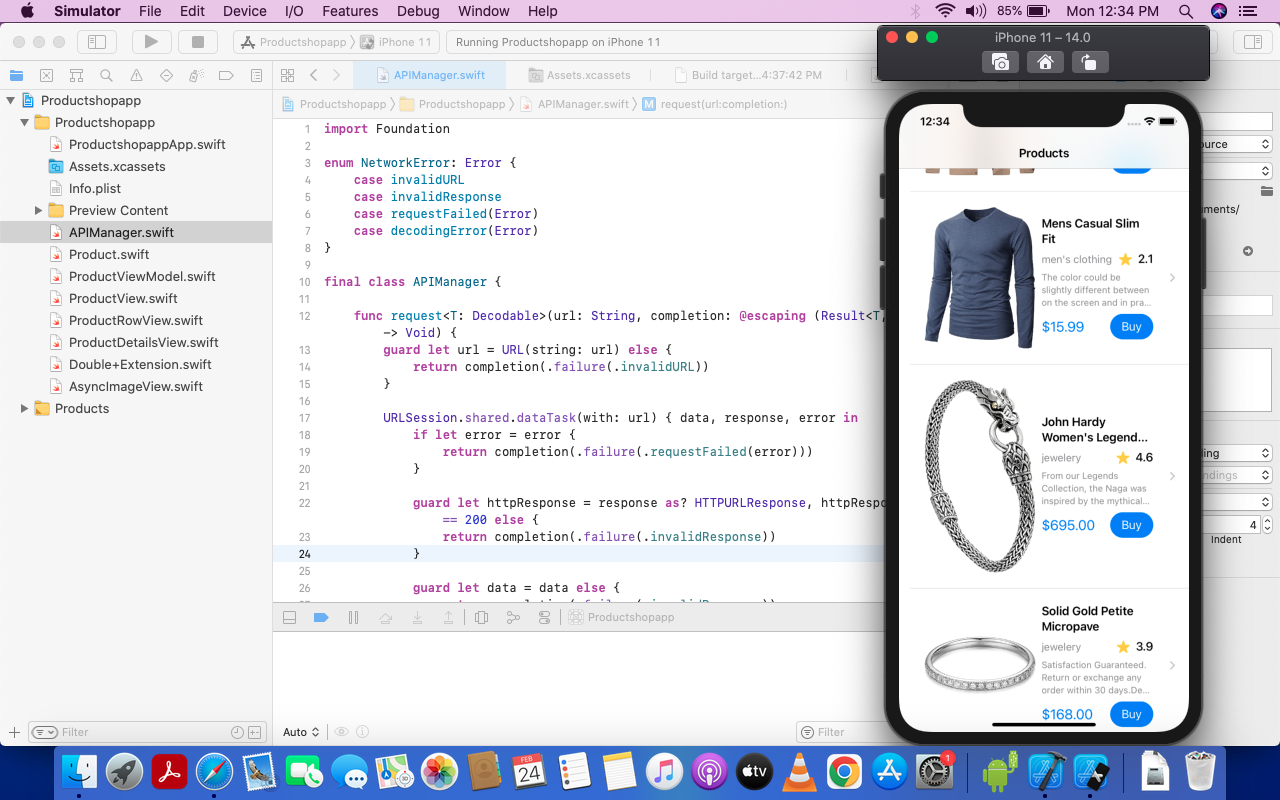 Simulator File Edit Device I/O Features Debug Window Help 85% Mon 12:34 PM
Productshopapp iPhone 11 Running Productshopapp on iPhone 11
iPhone 11 – 14.0
APIManager.swift Assets.xcassets Build target...4:37:42 PM
Productshopapp Productshopapp APIManager.swift M request(url:completion:)
Productshopapp
Productshopapp
ProductshopappApp.swift
Assets.xcassets
Info.plist
Preview Content
APIManager.swift
Product.swift
ProductViewModel.swift
ProductView.swift
ProductRowView.swift
ProductDetailsView.swift
Double+Extension.swift
AsyncImageView.swift
Products
Filter
1 import Foundation
2
3 enum NetworkError: Error {
4 case invalidURL
5 case invalidResponse
6 case requestFailed(Error)
7 case decodingError(Error)
8 }
9
10 final class APIManager {
11
12 func request<T: Decodable>(url: String, completion: @escaping (Result<T,
-> Void) {
13 guard let url = URL(string: url) else {
14 return completion(.failure(.invalidURL))
15 }
16
17 URLSession.shared.dataTask(with: url) { data, response, error in
18 if let error = error {
19 return completion(.failure(.requestFailed(error)))
20 }
21
22 guard let httpResponse = response as? HTTPURLResponse, httpRespo
== 200 else {
23 return completion(.failure(.invalidResponse))
24 }
25
26 guard let data = data else {
Productshopapp
Auto
Filter
12:34
Products
Mens Casual Slim
Fit
men's clothing 2.1
The color could be
slightly different between
on the screen and in pra...
$15.99 Buy
John Hardy
Women's Legend...
jewelery 4.6
From our Legends
Collection, the Naga was
inspired by the mythical...
$695.00 Buy
Solid Gold Petite
Micropave
jewelery 3.9
Satisfaction Guaranteed.
Return or exchange any
order within 30 days.De...
$168.00 Buy
ource
ments/
ing
ndings
4
Indent
FEB
24
tv
1